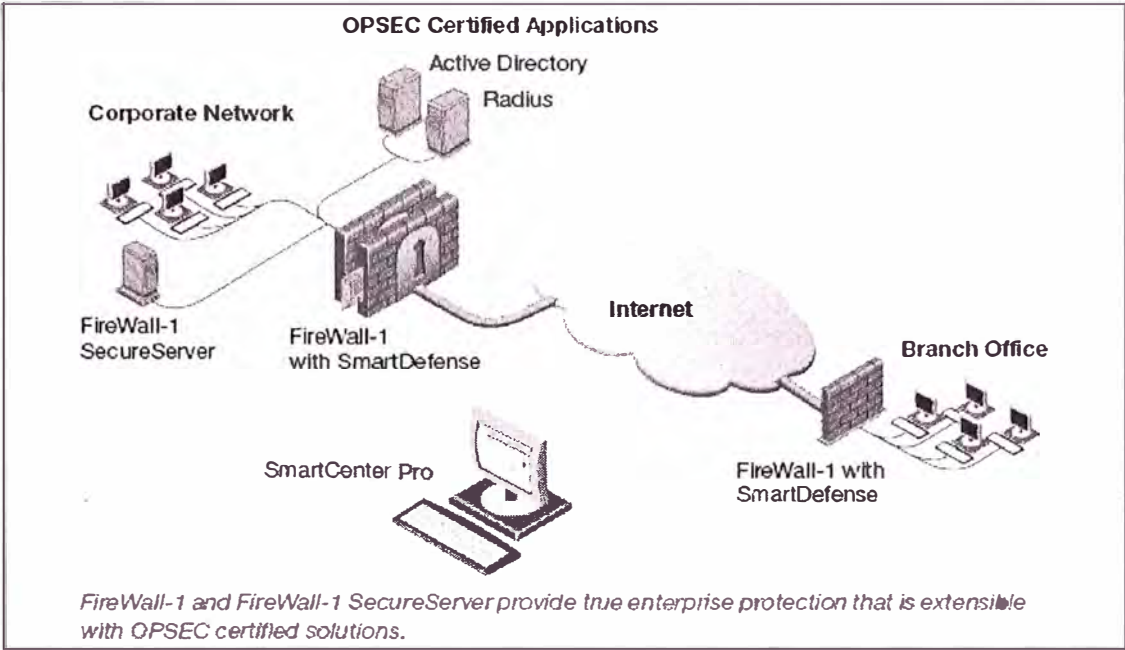 OPSEC Certified Applications
Active Directory
Radius
Corporate Network
FireWall-1
SecureServer
FireWall-1
with SmartDefense
Internet
Branch Office
FireWall-1 with
SmartDefense
SmartCenter Pro
FireWall-1 and FireWall-1 SecureServer provide true enterprise protection that is extensible
with OPSEC certified solutions.